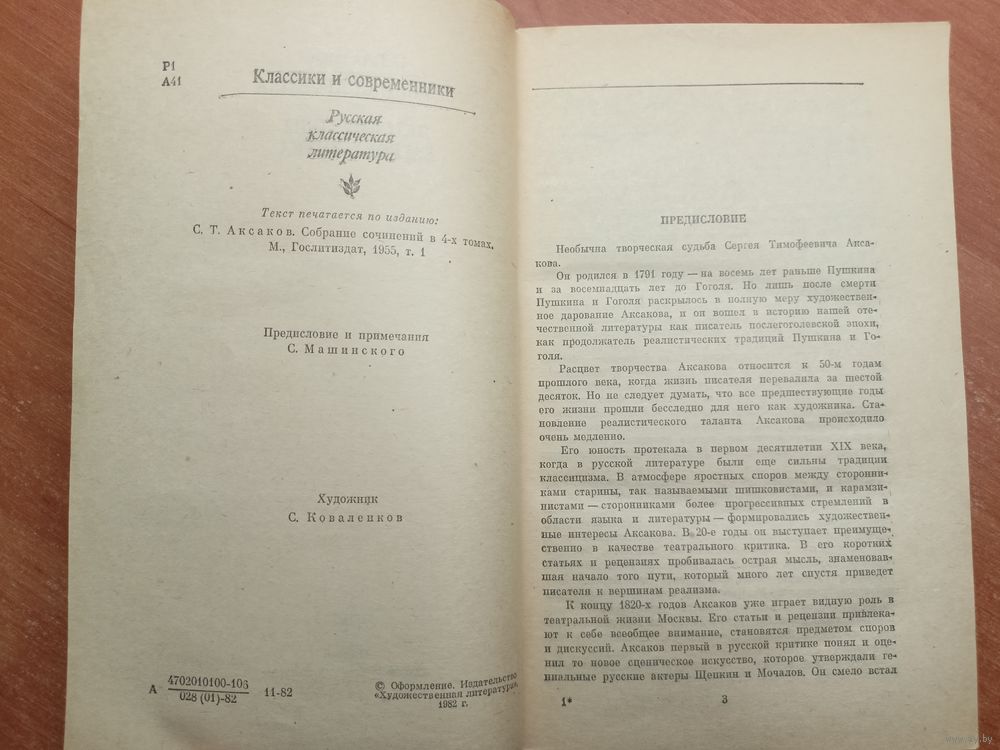 Р1
А41
Классики и современники
Русская
классическая
литература
Текст печатается по изданию:
С. Т. Аксаков. Собрание сочинений в 4-х томах,
М., Гослитиздат, 1955, т. 1
Предисловие и примечания
С. Машинского
Художник
С. Коваленков
А 4702010100-106
028 (01)-82
11-82
© Оформление. Издательство
«Художественная литература»,
1982 г.
ПРЕДИСЛОВИЕ
Необычна творческая судьба Сергея Тимофеевича Акса-
кова.
Он родился в 1791 году — на восемь лет раньше Пушкина
и за восемнадцать лет до Гоголя. Но лишь после смерти
Пушкина и Гоголя раскрылось в полную меру художествен-
ное дарование Аксакова, и он вошел в историю нашей оте-
чественной литературы как писатель послегоголевской эпохи,
как продолжатель реалистических традиций Пушкина и Го-
голя.
Расцвет творчества Аксакова относится к 50-м годам
прошлого века, когда жизнь писателя перевалила за шестой
десяток. Но не следует думать, что все предшествующие годы
его жизни прошли бесследно для него как художника. Ста-
новление реалистического таланта Аксакова происходило
очень медленно.
Его юность протекала в первом десятилетии XIX века,
когда в русской литературе были еще сильны традиции
классицизма. В атмосфере яростных споров между сторонни-
ками старины, так называемыми шишковистами, и карамзи-
нистами — сторонниками более прогрессивных стремлений в
области языка и литературы — формировались художествен-
ные интересы Аксакова. В 20-е годы он выступает преимуще-
ственно в качестве театрального критика. В его коротких
статьях и рецензиях пробивалась острая мысль, знаменовав-
шая начало того пути, который много лет спустя приведет
писателя к вершинам реализма.
К концу 1820-х годов Аксаков уже играет видную роль в
театральной жизни Москвы. Его статьи и рецензии привлека-
ют к себе всеобщее внимание, становятся предметом споров
и дискуссий. Аксаков первый в русской критике понял и оце-
нил то новое сценическое искусство, которое утверждали ге-
ниальные русские актеры Щепкин и Мочалов. Он смело встал
1*
3
ay.by